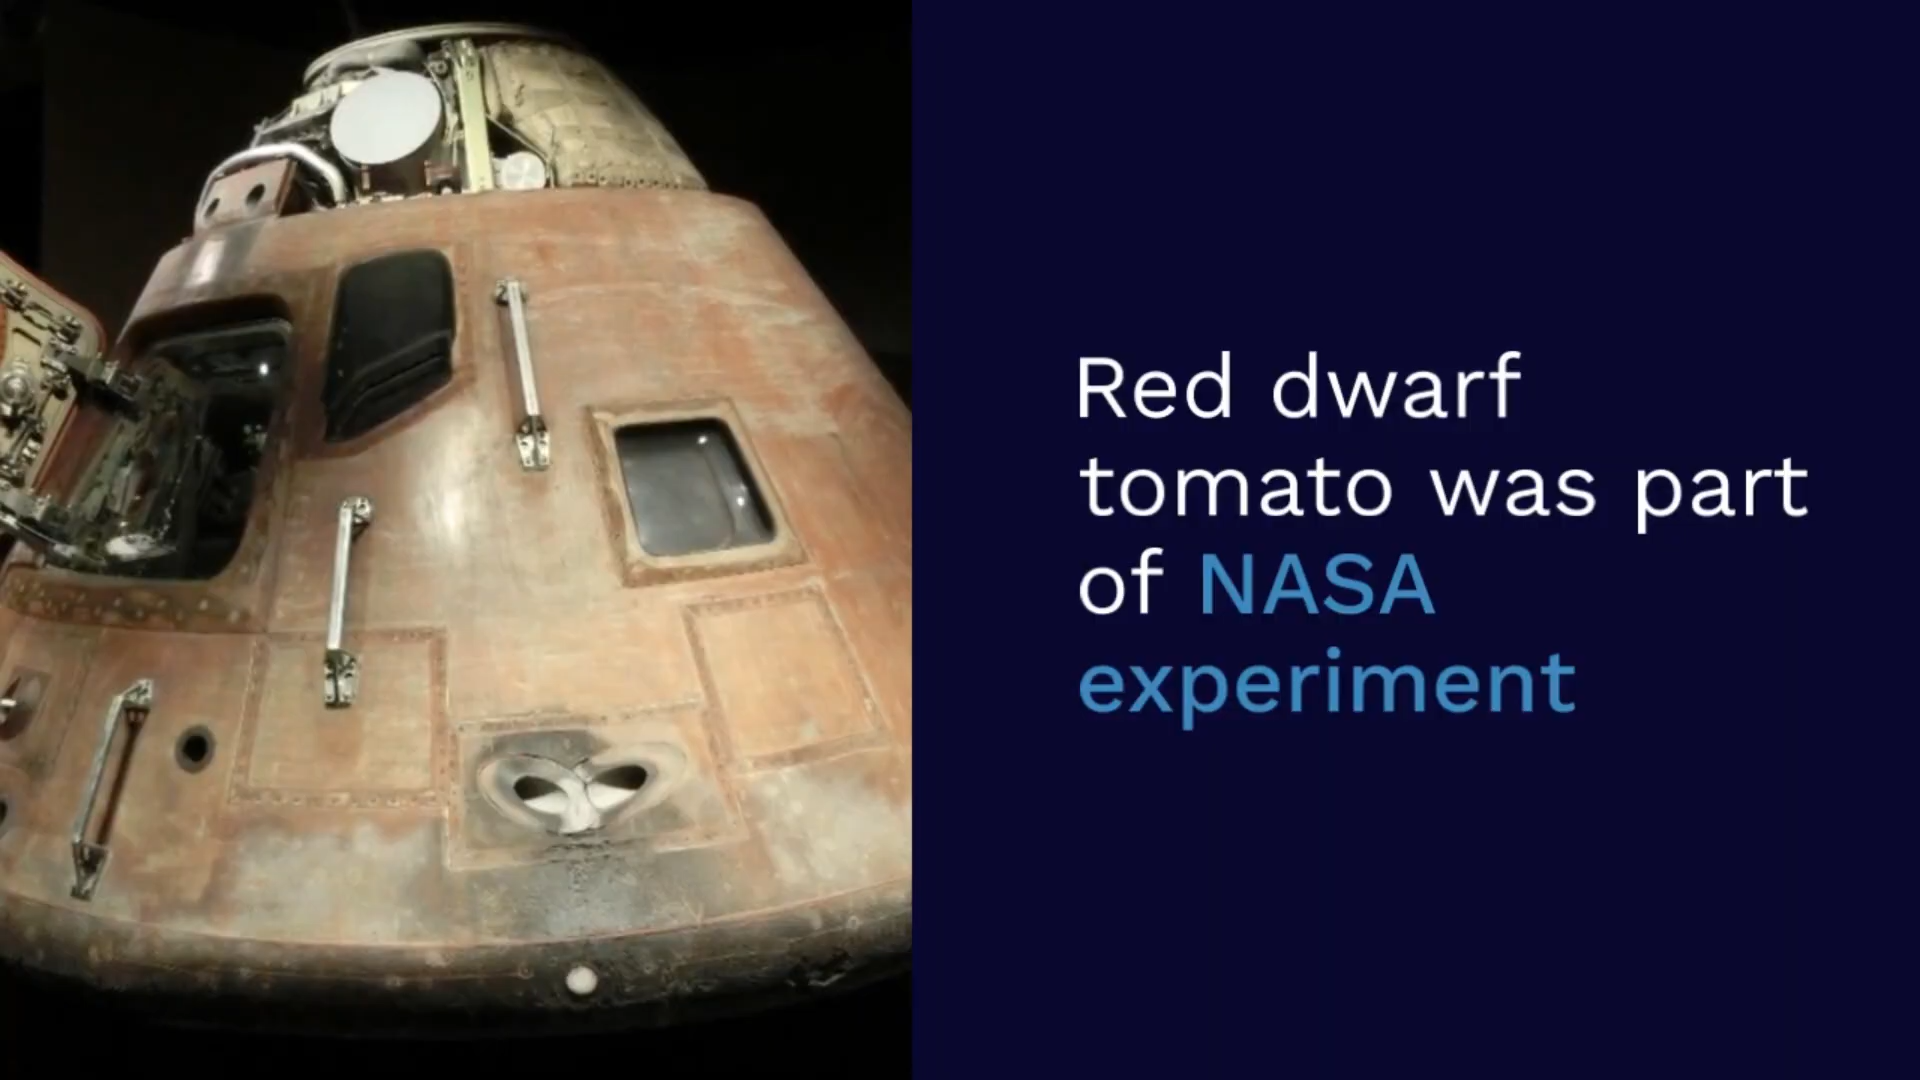 Red dwarf
tomato was part
of NASA
experiment